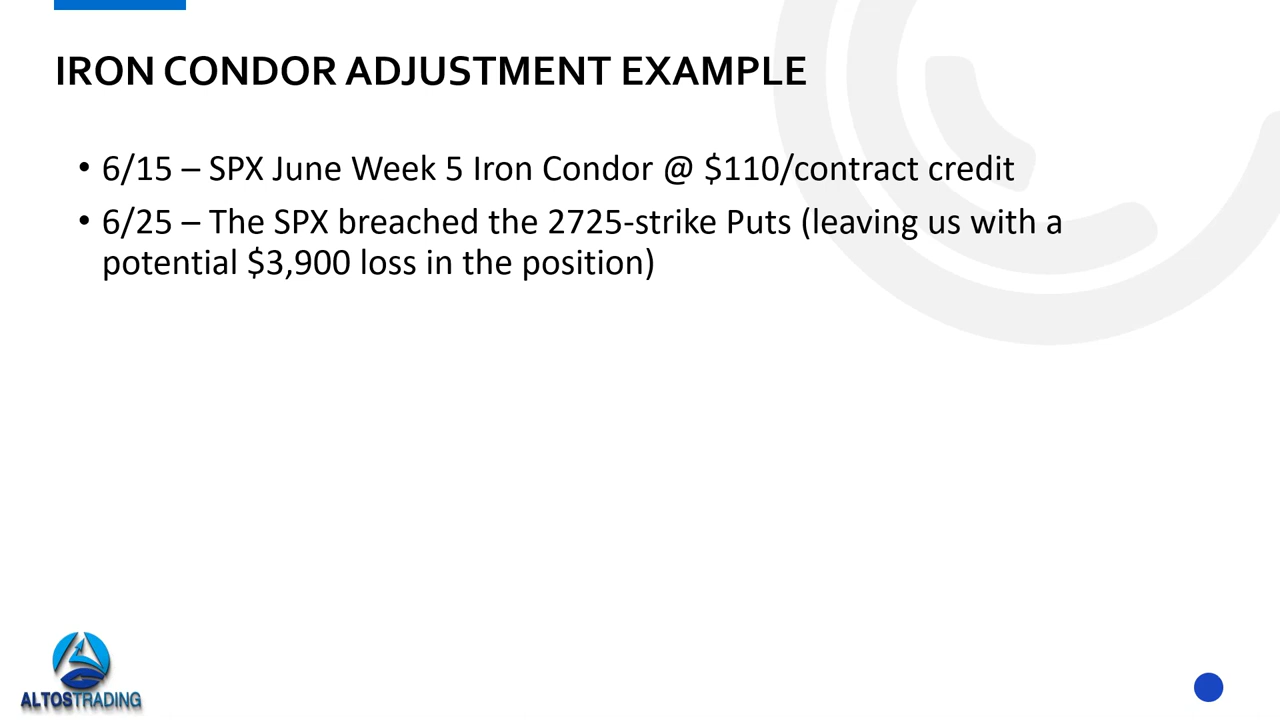 IRON CONDOR ADJUSTMENT EXAMPLE
• 6/15 – SPX June Week 5 Iron Condor @ $110/contract credit
• 6/25 – The SPX breached the 2725-strike Puts (leaving us with a
potential $3,900 loss in the position)
ALTOSTRADING